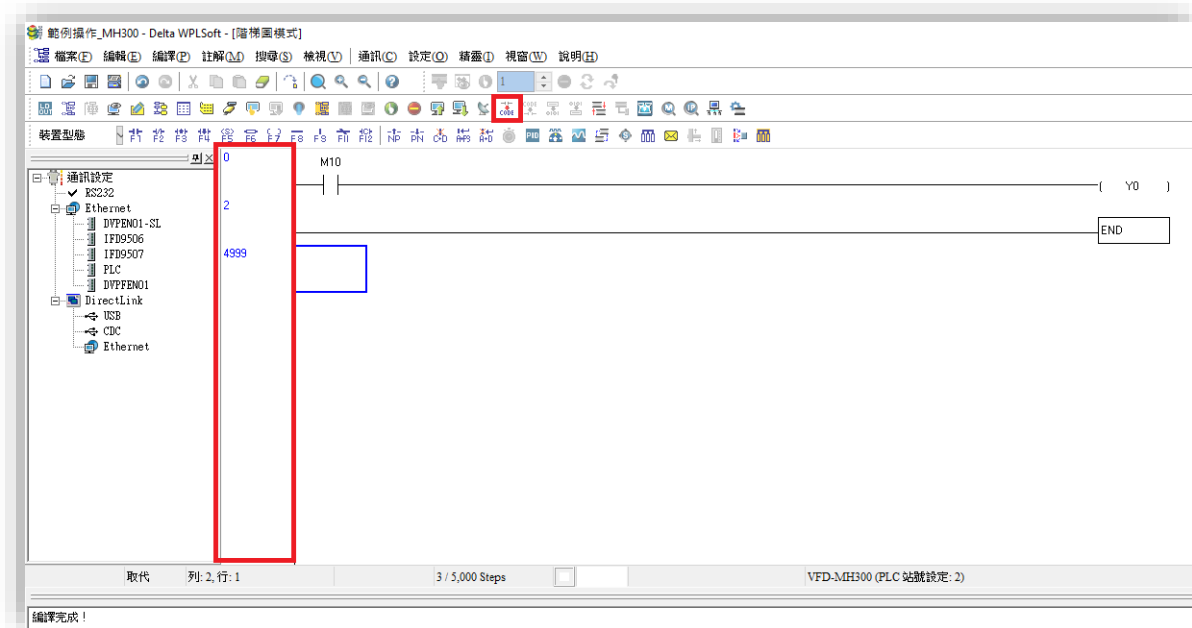 範例操作_MH300 - Delta WPLSoft - [階梯圖模式]
檔案(F) 編輯(E) 編譯(P) 註解(M) 搜尋(S) 檢視(V) 通訊(C) 設定(O) 精靈(I) 視窗(W) 說明(H)
1
CODE
裝置型態 F1 F2 F3 F4 F5 F6 F7 F8 F9 F11 F12 NP PN C•D A•D PID
0 M10
通訊設定 Y0
RS232
Ethernet 2
DVPEN01-SL END
IFD9506
IFD9507 4999
PLC
DVPFEN01
DirectLink
USB
CDC
Ethernet
取代 列: 2, 行: 1 3 / 5,000 Steps VFD-MH300 (PLC 站號設定: 2)
編譯完成！